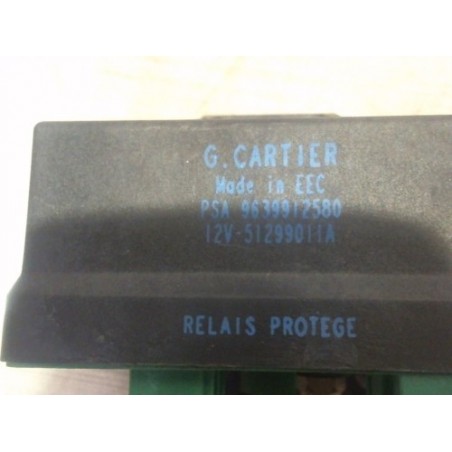 G. CARTIER
Made in EEC
PSA 9639912580
12V-51299011A
RELAIS PROTEGE